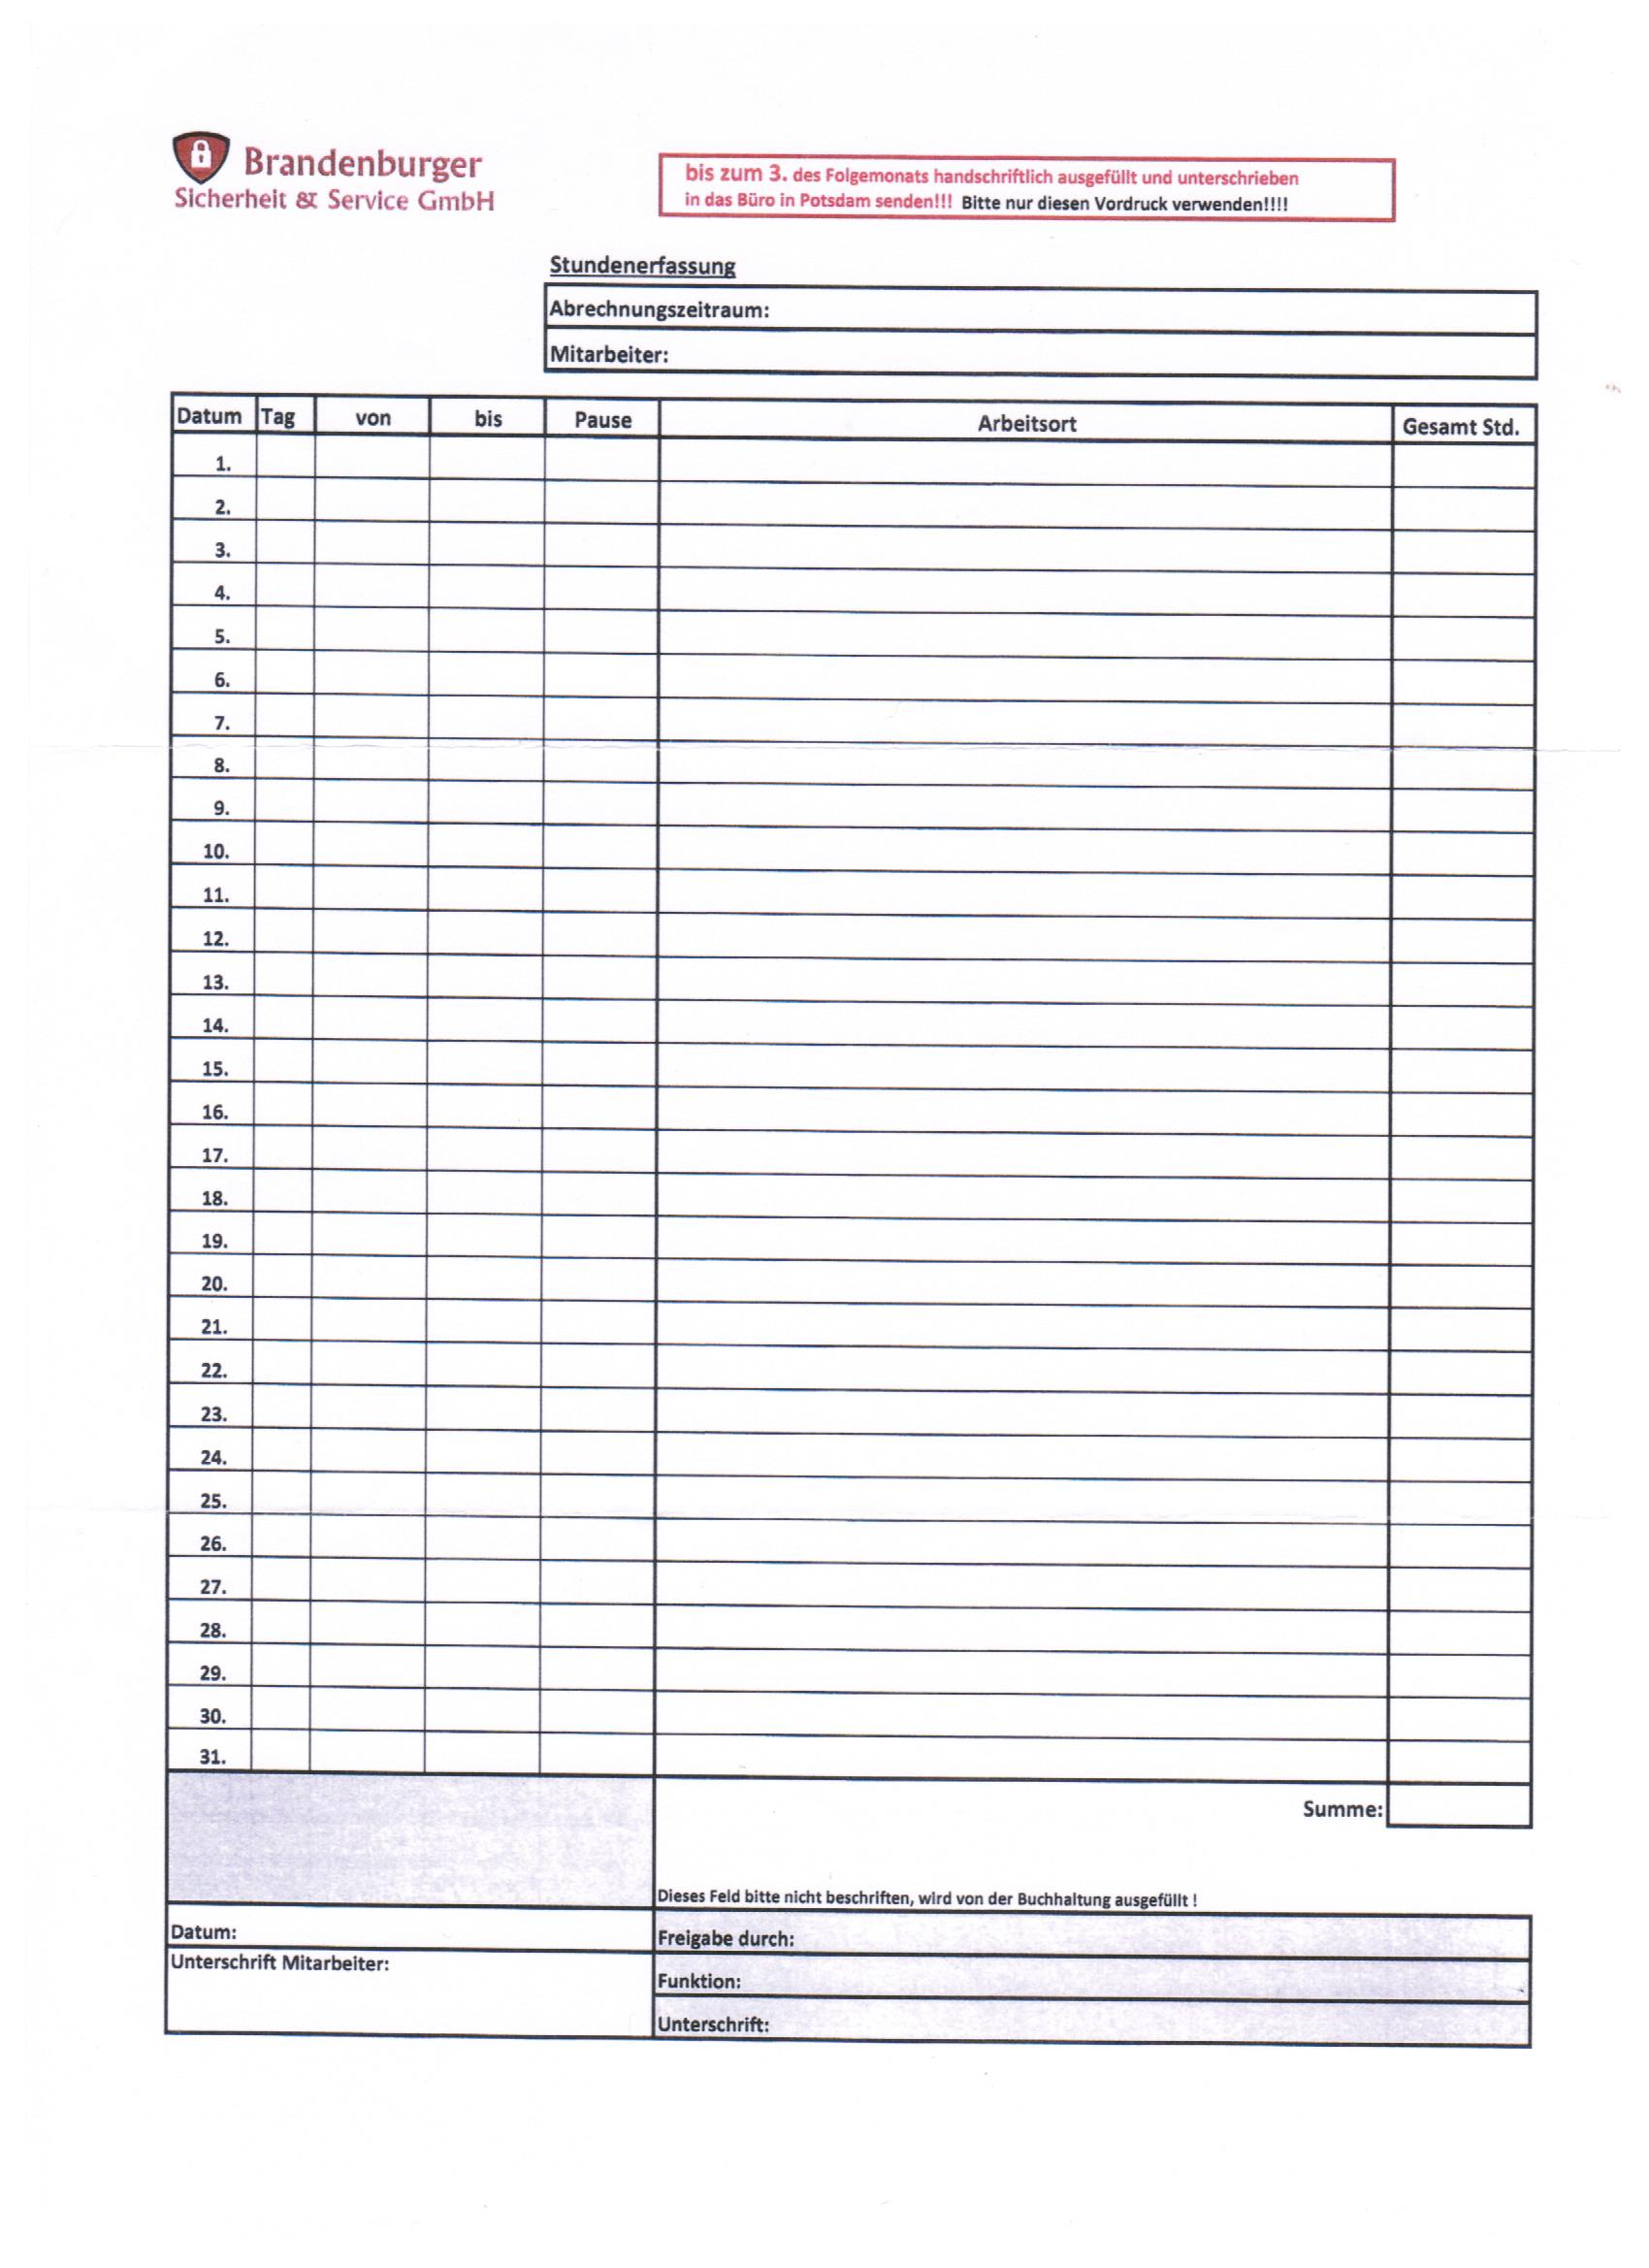 Brandenburger
Sicherheit & Service GmbH
bis zum 3. des Folgemonats handschriftlich ausgefüllt und unterschrieben
in das Büro in Potsdam senden!!! Bitte nur diesen Vordruck verwenden!!!!
Stundenerfassung
Abrechnungszeitraum:
Mitarbeiter:
Datum Tag von bis Pause Arbeitsort Gesamt Std.
1.
2.
3.
4.
5.
6.
7.
8.
9.
10.
11.
12.
13.
14.
15.
16.
17.
18.
19.
20.
21.
22.
23.
24.
25.
26.
27.
28.
29.
30.
31.
Summe:
Dieses Feld bitte nicht beschriften, wird von der Buchhaltung ausgefüllt !
Datum:
Freigabe durch:
Unterschrift Mitarbeiter:
Funktion:
Unterschrift: